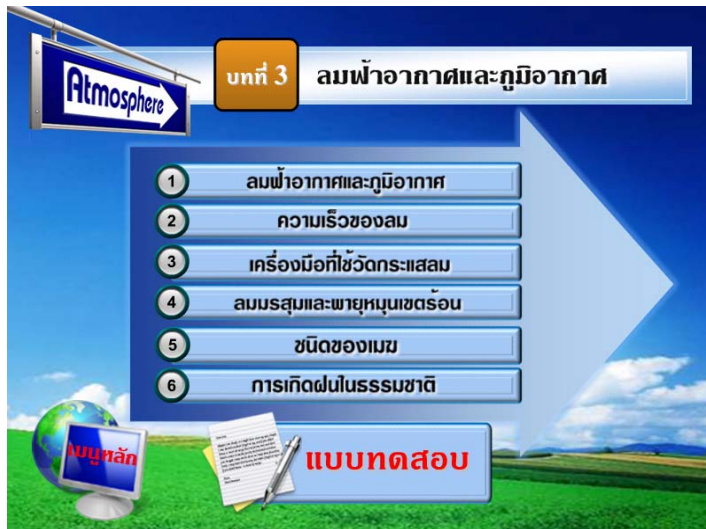 Atmosphere
บทที่ 3 ลมฟ้าอากาศและภูมิอากาศ
1 ลมฟ้าอากาศและภูมิอากาศ
2 ความเร็วของลม
3 เครื่องมือที่ใช้วัดกระแสลม
4 ลมมรสุมและพายุหมุนเขตร้อน
5 ชนิดของเมฆ
6 การเกิดฝนในธรรมชาติ
เมนูหลัก
แบบทดสอบ